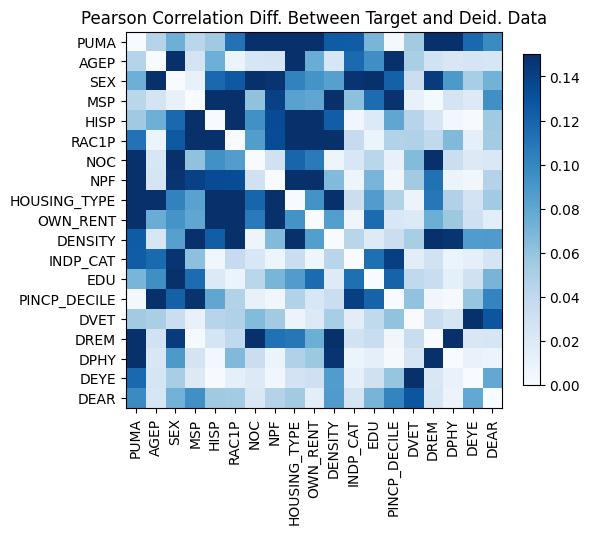 Pearson Correlation Diff. Between Target and Deid. Data
PUMA
AGEP
SEX
MSP
HISP
RAC1P
NOC
NPF
HOUSING_TYPE
OWN_RENT
DENSITY
INDP_CAT
EDU
PINCP_DECILE
DVET
DREM
DPHY
DEYE
DEAR
PUMA
AGEP
SEX
MSP
HISP
RAC1P
NOC
NPF
HOUSING_TYPE
OWN_RENT
DENSITY
INDP_CAT
EDU
PINCP_DECILE
DVET
DREM
DPHY
DEYE
DEAR
0.14
0.12
0.10
0.08
0.06
0.04
0.02
0.00